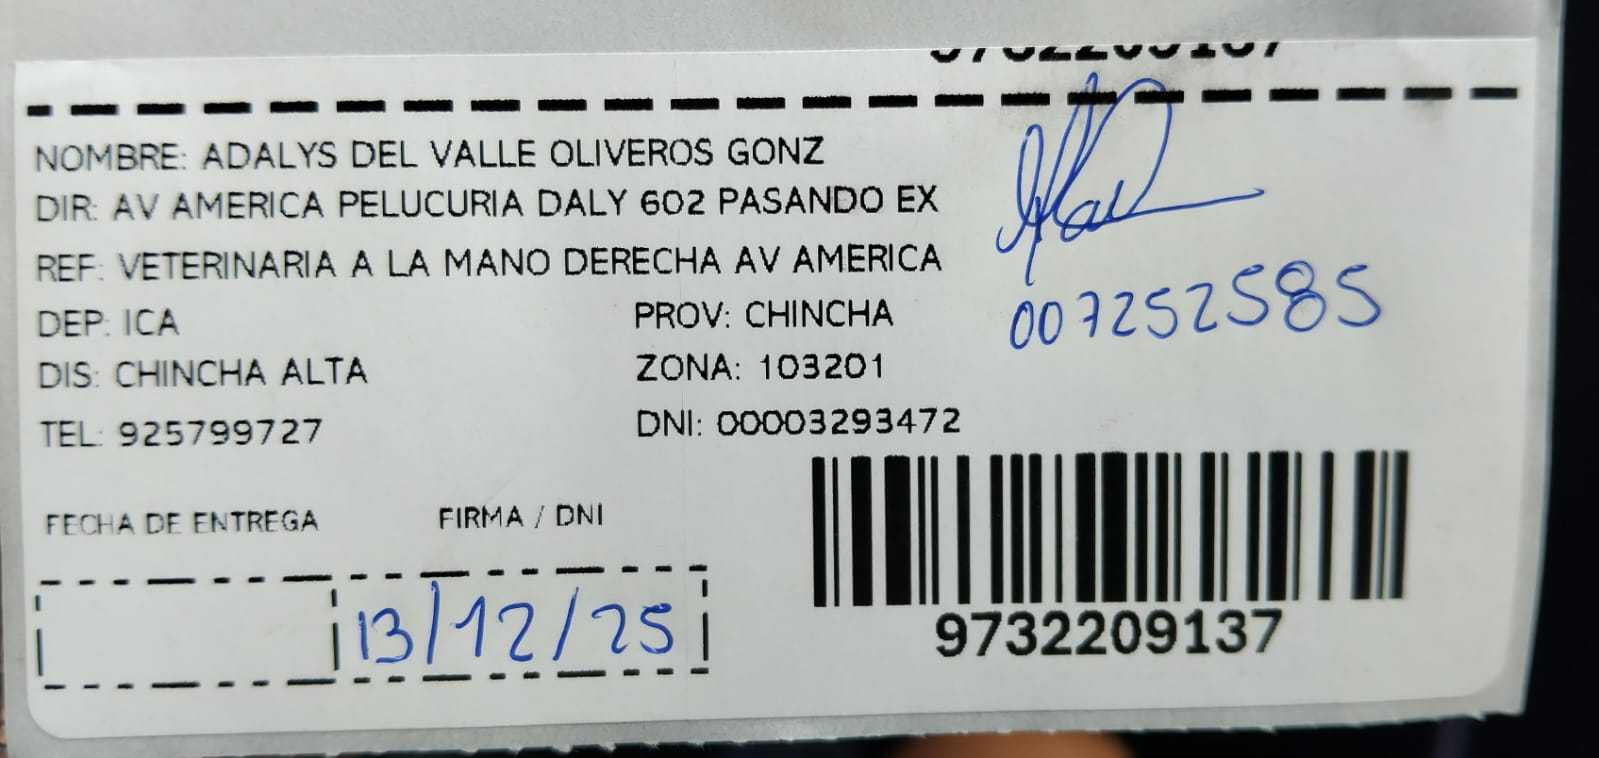 9732209137
NOMBRE: ADALYS DEL VALLE OLIVEROS GONZ
DIR: AV AMERICA PELUCURIA DALY 602 PASANDO EX
REF: VETERINARIA A LA MANO DERECHA AV AMERICA
DEP: ICA PROV: CHINCHA
007252585
DIS: CHINCHA ALTA ZONA: 103201
TEL: 925799727 DNI: 00003293472
FECHA DE ENTREGA FIRMA / DNI
13/12/25
9732209137